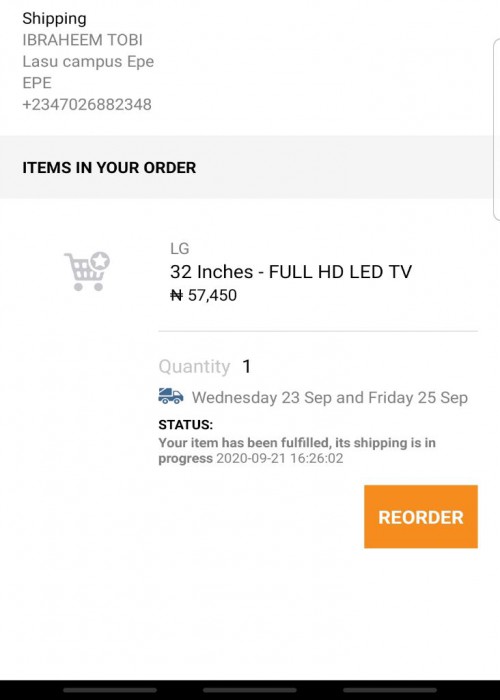 Shipping
IBRAHEEM TOBI
Lasu campus Epe
EPE
+2347026882348
ITEMS IN YOUR ORDER
LG
32 Inches - FULL HD LED TV
₦ 57,450
Quantity 1
Wednesday 23 Sep and Friday 25 Sep
STATUS:
Your item has been fulfilled, its shipping is in
progress 2020-09-21 16:26:02
REORDER